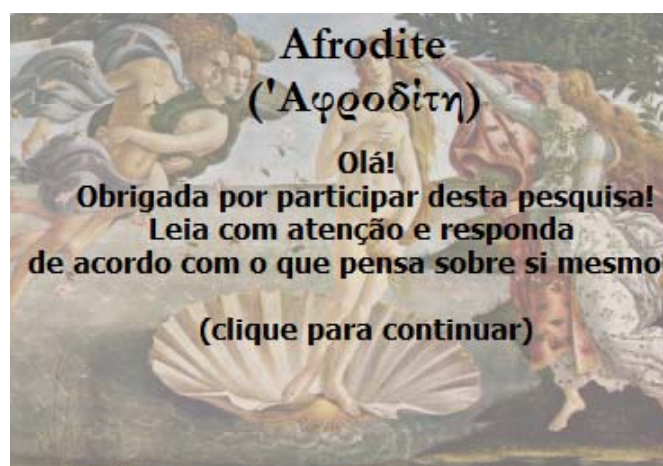 Afrodite
('Αφροδίτη)
Olá!
Obrigada por participar desta pesquisa!
Leia com atenção e responda
de acordo com o que pensa sobre si mesmo
(clique para continuar)